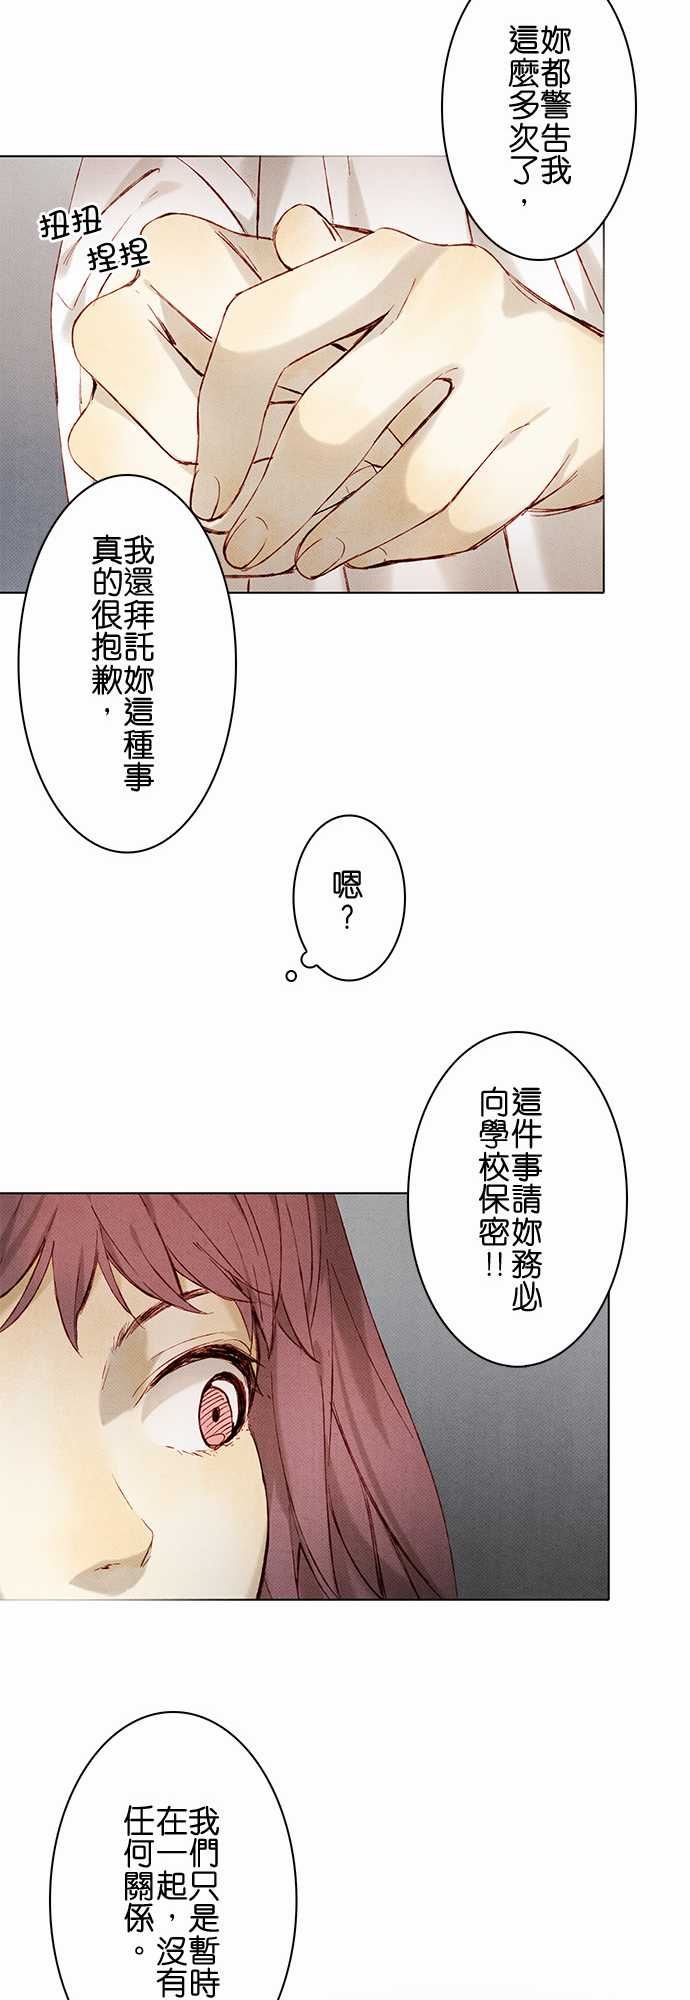 妳都警告我
這麼多次了，
扭扭
捏捏
我還拜託妳這種事
真的很抱歉，
嗯？
這件事請妳務必
向學校保密!!
我們只是暫時
在一起，沒有
任何關係。